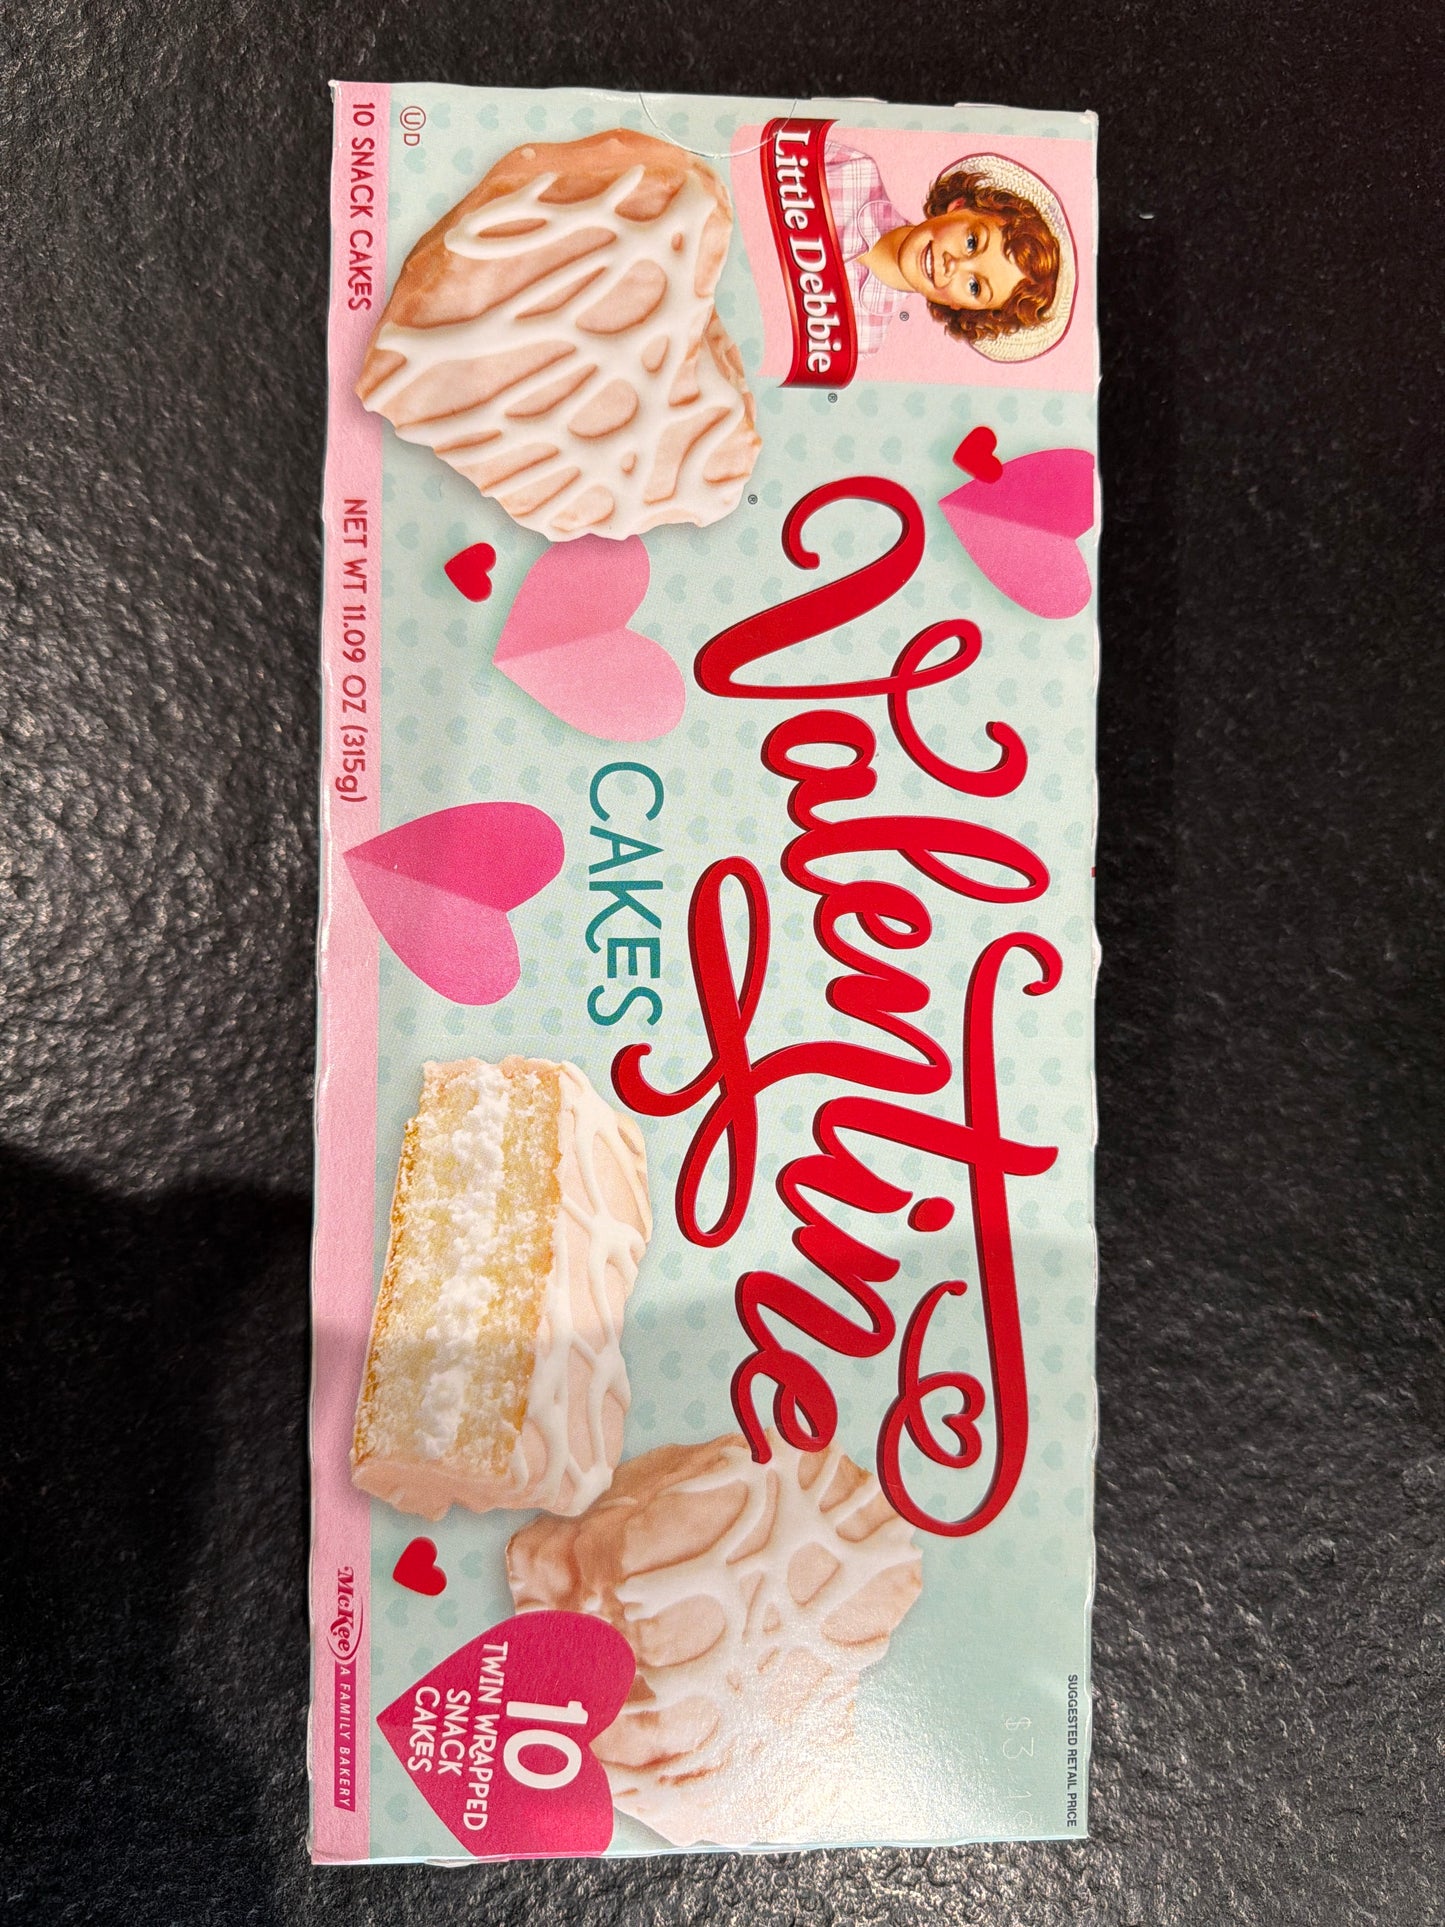 Little Debbie®
®
SUGGESTED RETAIL PRICE
Valentine
CAKES
®
10
TWIN WRAPPED
SNACK
CAKES
UD
10 SNACK CAKES
NET WT 11.09 OZ (315g)
McKee A FAMILY BAKERY